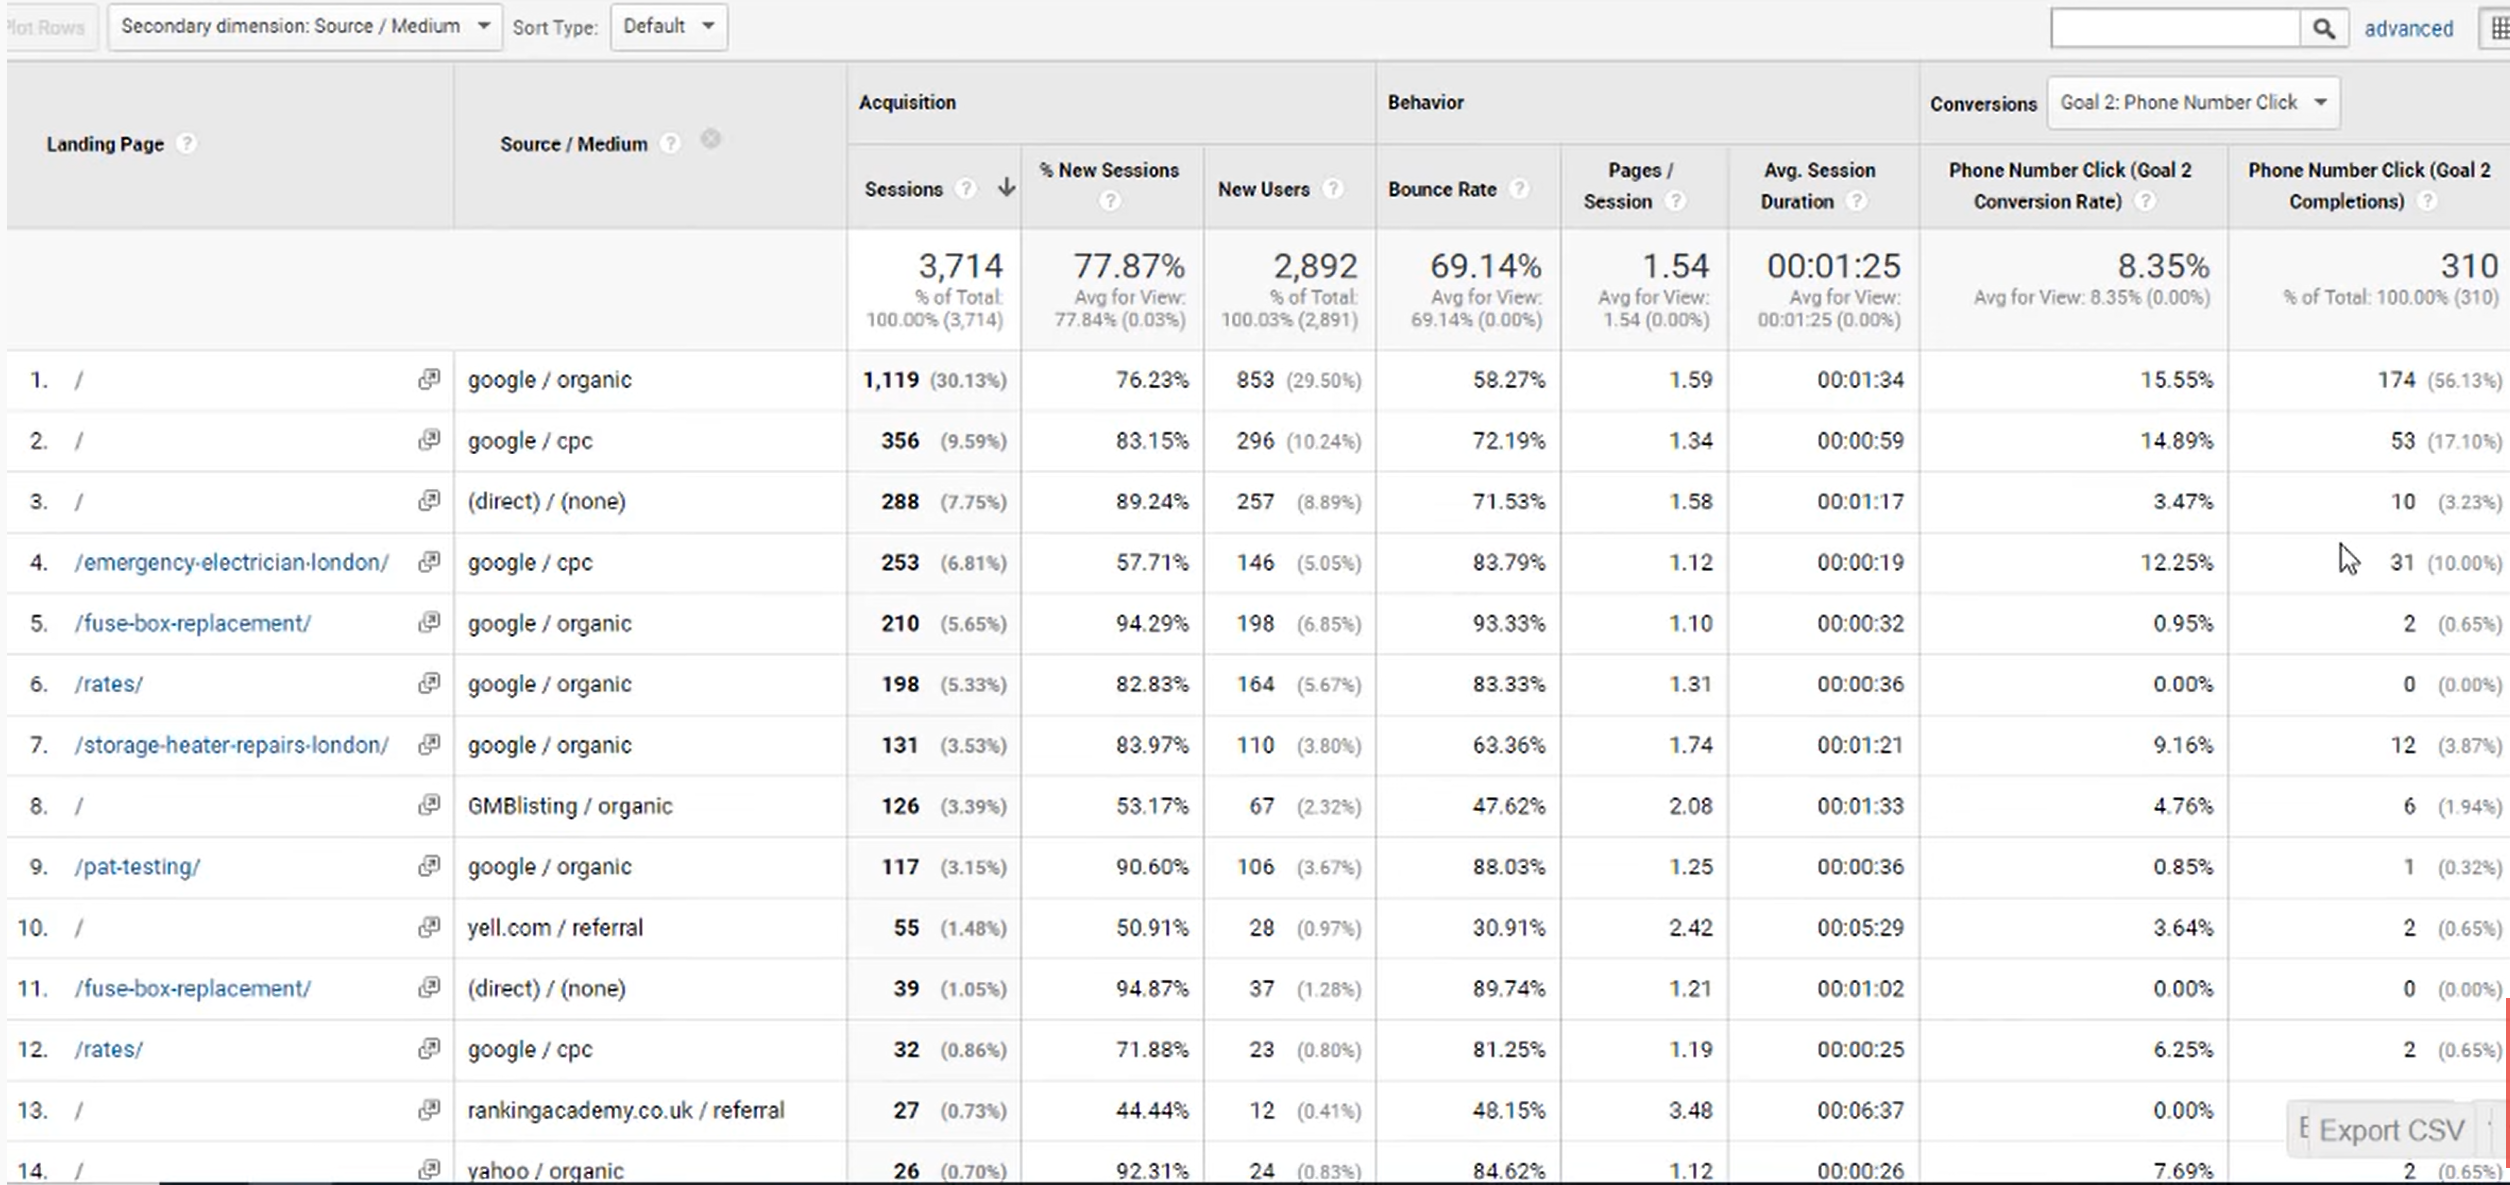 Plot Rows Secondary dimension: Source / Medium Sort Type: Default advanced
Acquisition Behavior Conversions Goal 2: Phone Number Click
Landing Page ? Source / Medium ?
Sessions ? % New Sessions ? New Users ? Bounce Rate ? Pages / Session ? Avg. Session Duration ? Phone Number Click (Goal 2 Conversion Rate) ? Phone Number Click (Goal 2 Completions) ?
3,714 77.87% 2,892 69.14% 1.54 00:01:25 8.35% 310
% of Total: Avg for View: % of Total: Avg for View: Avg for View: Avg for View: Avg for View: 8.35% (0.00%) % of Total: 100.00% (310)
100.00% (3,714) 77.84% (0.03%) 100.03% (2,891) 69.14% (0.00%) 1.54 (0.00%) 00:01:25 (0.00%)
1. / google / organic 1,119 (30.13%) 76.23% 853 (29.50%) 58.27% 1.59 00:01:34 15.55% 174 (56.13%)
2. / google / cpc 356 (9.59%) 83.15% 296 (10.24%) 72.19% 1.34 00:00:59 14.89% 53 (17.10%)
3. / (direct) / (none) 288 (7.75%) 89.24% 257 (8.89%) 71.53% 1.58 00:01:17 3.47% 10 (3.23%)
4. /emergency-electrician-london/ google / cpc 253 (6.81%) 57.71% 146 (5.05%) 83.79% 1.12 00:00:19 12.25% 31 (10.00%)
5. /fuse-box-replacement/ google / organic 210 (5.65%) 94.29% 198 (6.85%) 93.33% 1.10 00:00:32 0.95% 2 (0.65%)
6. /rates/ google / organic 198 (5.33%) 82.83% 164 (5.67%) 83.33% 1.31 00:00:36 0.00% 0 (0.00%)
7. /storage-heater-repairs-london/ google / organic 131 (3.53%) 83.97% 110 (3.80%) 63.36% 1.74 00:01:21 9.16% 12 (3.87%)
8. / GMBlisting / organic 126 (3.39%) 53.17% 67 (2.32%) 47.62% 2.08 00:01:33 4.76% 6 (1.94%)
9. /pat-testing/ google / organic 117 (3.15%) 90.60% 106 (3.67%) 88.03% 1.25 00:00:36 0.85% 1 (0.32%)
10. / yell.com / referral 55 (1.48%) 50.91% 28 (0.97%) 30.91% 2.42 00:05:29 3.64% 2 (0.65%)
11. /fuse-box-replacement/ (direct) / (none) 39 (1.05%) 94.87% 37 (1.28%) 89.74% 1.21 00:01:02 0.00% 0 (0.00%)
12. /rates/ google / cpc 32 (0.86%) 71.88% 23 (0.80%) 81.25% 1.19 00:00:25 6.25% 2 (0.65%)
13. / rankingacademy.co.uk / referral 27 (0.73%) 44.44% 12 (0.41%) 48.15% 3.48 00:06:37 0.00%
Export CSV
14. / yahoo / organic 26 (0.70%) 92.31% 24 (0.83%) 84.62% 1.12 00:00:26 7.69% 2 (0.65%)